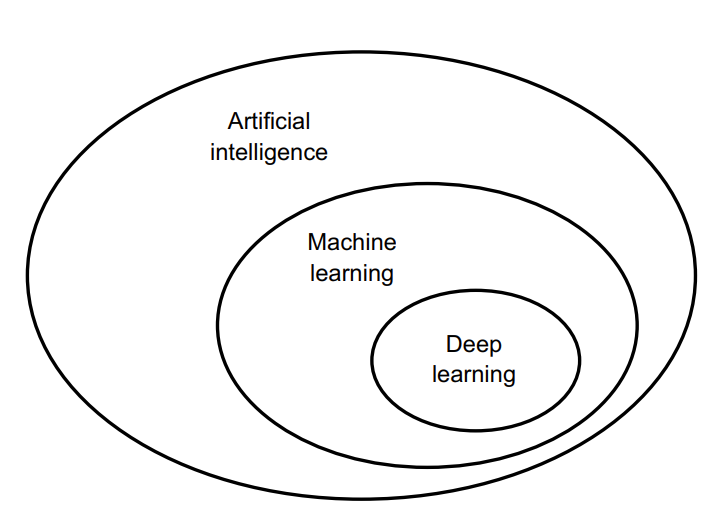 Artificial
intelligence
Machine
learning
Deep
learning